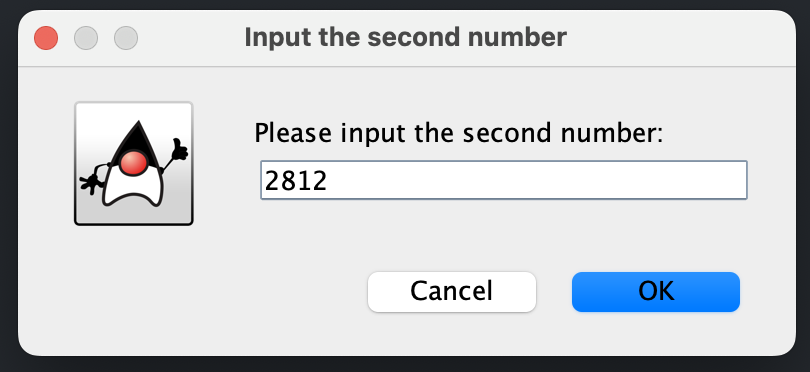 Input the second number
Please input the second number:
2812
Cancel
OK